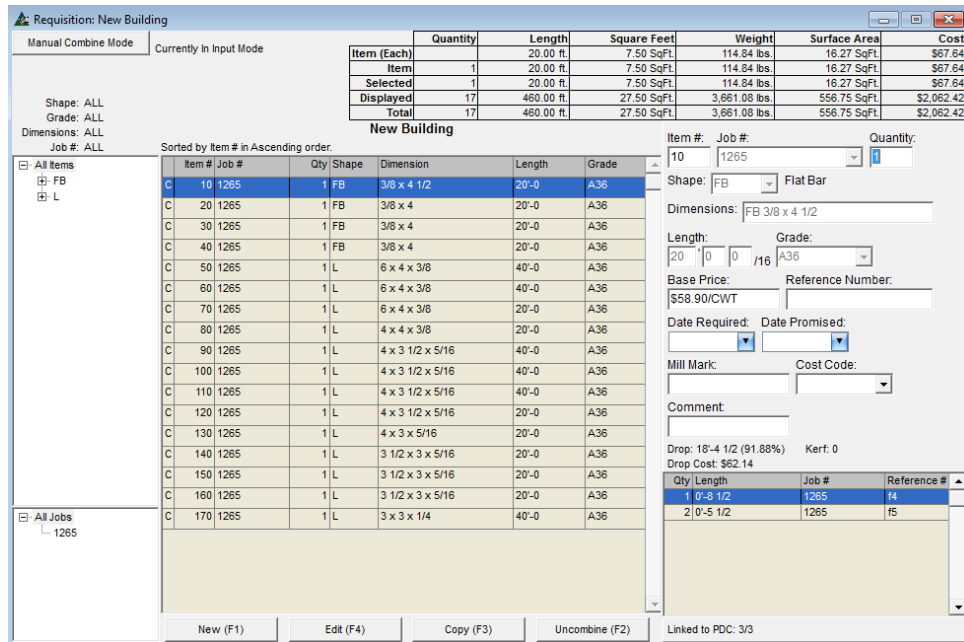 Requisition: New Building
Manual Combine Mode
Currently In Input Mode
Quantity Length Square Feet Weight Surface Area Cost
Item (Each) 20.00 ft. 7.50 SqFt. 114.84 lbs. 16.27 SqFt. $67.64
Item 1 20.00 ft. 7.50 SqFt. 114.84 lbs. 16.27 SqFt. $67.64
Selected 1 20.00 ft. 7.50 SqFt. 114.84 lbs. 16.27 SqFt. $67.64
Displayed 17 460.00 ft. 27.50 SqFt. 3,661.08 lbs. 556.75 SqFt. $2,062.42
Total 17 460.00 ft. 27.50 SqFt. 3,661.08 lbs. 556.75 SqFt. $2,062.42
Shape: ALL
Grade: ALL
Dimensions: ALL
Job #: ALL
New Building
Sorted by Item # in Ascending order.
All Items
FB
L
All Jobs
1265
Item # Job # Qty Shape Dimension Length Grade
C 10 1265 1 FB 3/8 x 4 1/2 20'-0 A36
C 20 1265 1 FB 3/8 x 4 20'-0 A36
C 30 1265 1 FB 3/8 x 4 20'-0 A36
C 40 1265 1 FB 3/8 x 4 20'-0 A36
C 50 1265 1 L 6 x 4 x 3/8 40'-0 A36
C 60 1265 1 L 6 x 4 x 3/8 40'-0 A36
C 70 1265 1 L 6 x 4 x 3/8 20'-0 A36
C 80 1265 1 L 4 x 4 x 3/8 20'-0 A36
C 90 1265 1 L 4 x 3 1/2 x 5/16 40'-0 A36
C 100 1265 1 L 4 x 3 1/2 x 5/16 40'-0 A36
C 110 1265 1 L 4 x 3 1/2 x 5/16 40'-0 A36
C 120 1265 1 L 4 x 3 1/2 x 5/16 20'-0 A36
C 130 1265 1 L 4 x 3 x 5/16 20'-0 A36
C 140 1265 1 L 3 1/2 x 3 x 5/16 20'-0 A36
C 150 1265 1 L 3 1/2 x 3 x 5/16 20'-0 A36
C 160 1265 1 L 3 1/2 x 3 x 5/16 20'-0 A36
C 170 1265 1 L 3 x 3 x 1/4 40'-0 A36
New (F1) Edit (F4) Copy (F3) Uncombine (F2)
Item #: Job #: Quantity:
10 1265 1
Shape: FB Flat Bar
Dimensions: FB 3/8 x 4 1/2
Length: Grade:
20 ' 0 0 /16 A36
Base Price: Reference Number:
$58.90/CWT
Date Required: Date Promised:
Mill Mark: Cost Code:
Comment:
Drop: 18'-4 1/2 (91.88%) Kerf: 0
Drop Cost: $62.14
Qty Length Job # Reference #
1 0'-8 1/2 1265 f4
2 0'-5 1/2 1265 f5
Linked to PDC: 3/3